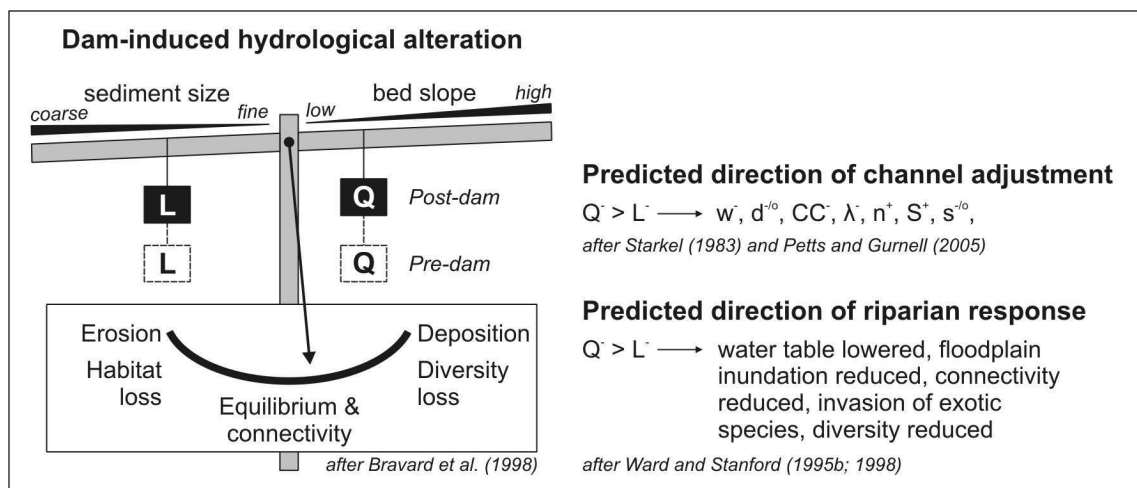 Dam-induced hydrological alteration
sediment size
bed slope
coarse
fine
low
high
L
Q
Post-dam
L
Q
Pre-dam
Erosion
Deposition
Habitat
loss
Diversity
loss
Equilibrium &
connectivity
after Bravard et al. (1998)
Predicted direction of channel adjustment
Q⁻ > L⁻ ⟶ w⁻, d⁻/⁰, CC⁻, λ⁻, n⁺, S⁺, s⁻/⁰,
after Starkel (1983) and Petts and Gurnell (2005)
Predicted direction of riparian response
Q⁻ > L⁻ ⟶ water table lowered, floodplain
inundation reduced, connectivity
reduced, invasion of exotic
species, diversity reduced
after Ward and Stanford (1995b; 1998)